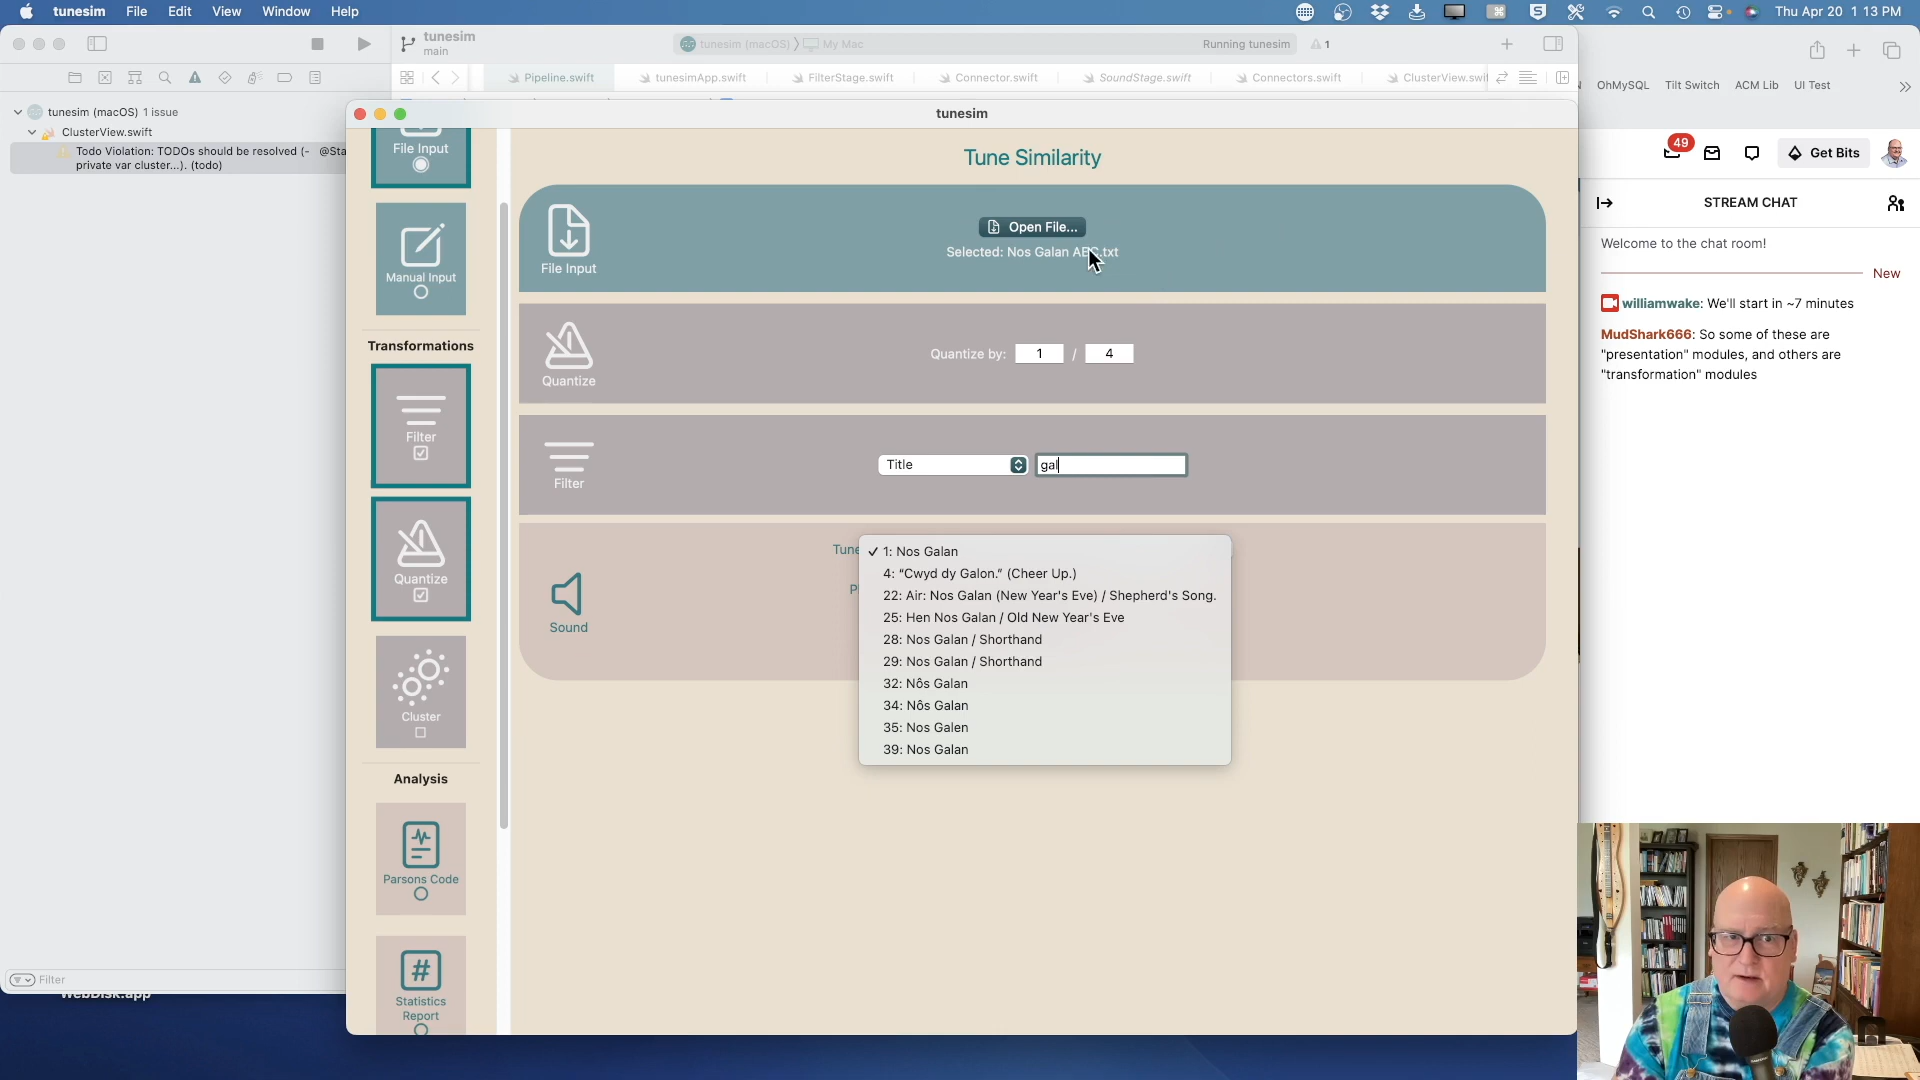 tunesim File Edit View Window Help
Thu Apr 20 1 13 PM
tunesim
main
tunesim (macOS) 〉 My Mac
Running tunesim
1
Pipeline.swift
tunesimApp.swift
FilterStage.swift
Connector.swift
SoundStage.swift
Connectors.swift
ClusterView.swif
tunesim (macOS) 1 issue
ClusterView.swift
Todo Violation: TODOs should be resolved (- @Sta
private var cluster...). (todo)
Filter
WebDisk.app
tunesim
File Input
Manual Input
Transformations
Filter
Quantize
Cluster
Analysis
Parsons Code
#
Statistics
Report
Tune Similarity
File Input
Open File...
Selected: Nos Galan ABC.txt
Quantize
Quantize by: 1 / 4
Filter
Title
gal
Sound
Tune
P
✓ 1: Nos Galan
4: “Cwyd dy Galon.” (Cheer Up.)
22: Air: Nos Galan (New Year's Eve) / Shepherd's Song.
25: Hen Nos Galan / Old New Year's Eve
28: Nos Galan / Shorthand
29: Nos Galan / Shorthand
32: Nôs Galan
34: Nôs Galan
35: Nos Galen
39: Nos Galan
OhMySQL
Tilt Switch
ACM Lib
UI Test
49
Get Bits
STREAM CHAT
Welcome to the chat room!
New
williamwake: We'll start in ~7 minutes
MudShark666: So some of these are
"presentation" modules, and others are
"transformation" modules